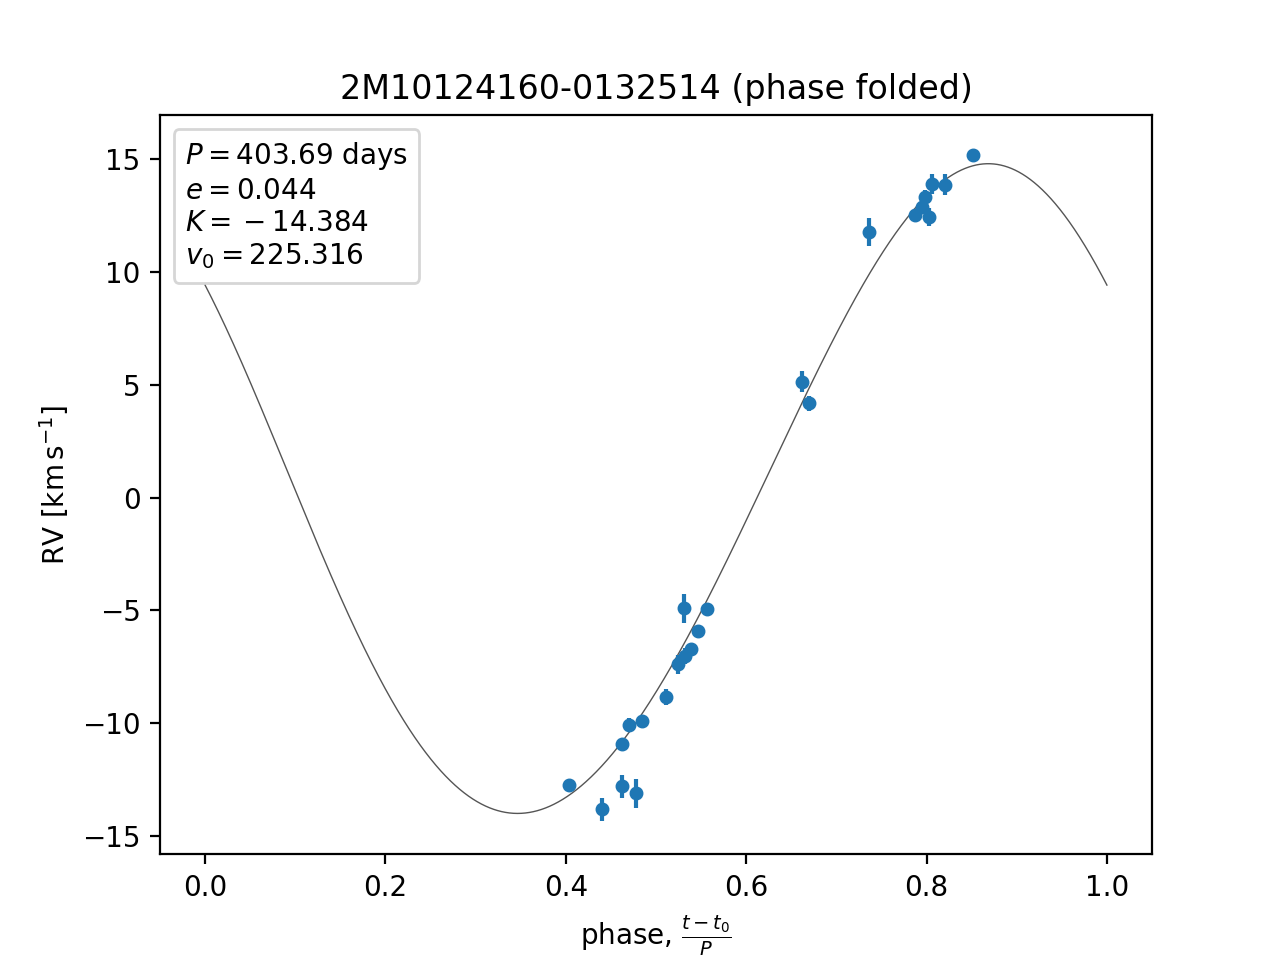 2M10124160-0132514 (phase folded)
P = 403.69 days
e = 0.044
K = −14.384
v₀ = 225.316
15
10
5
0
−5
−10
−15
RV [km s⁻¹]
0.0 0.2 0.4 0.6 0.8 1.0
phase, (t − t₀)/P